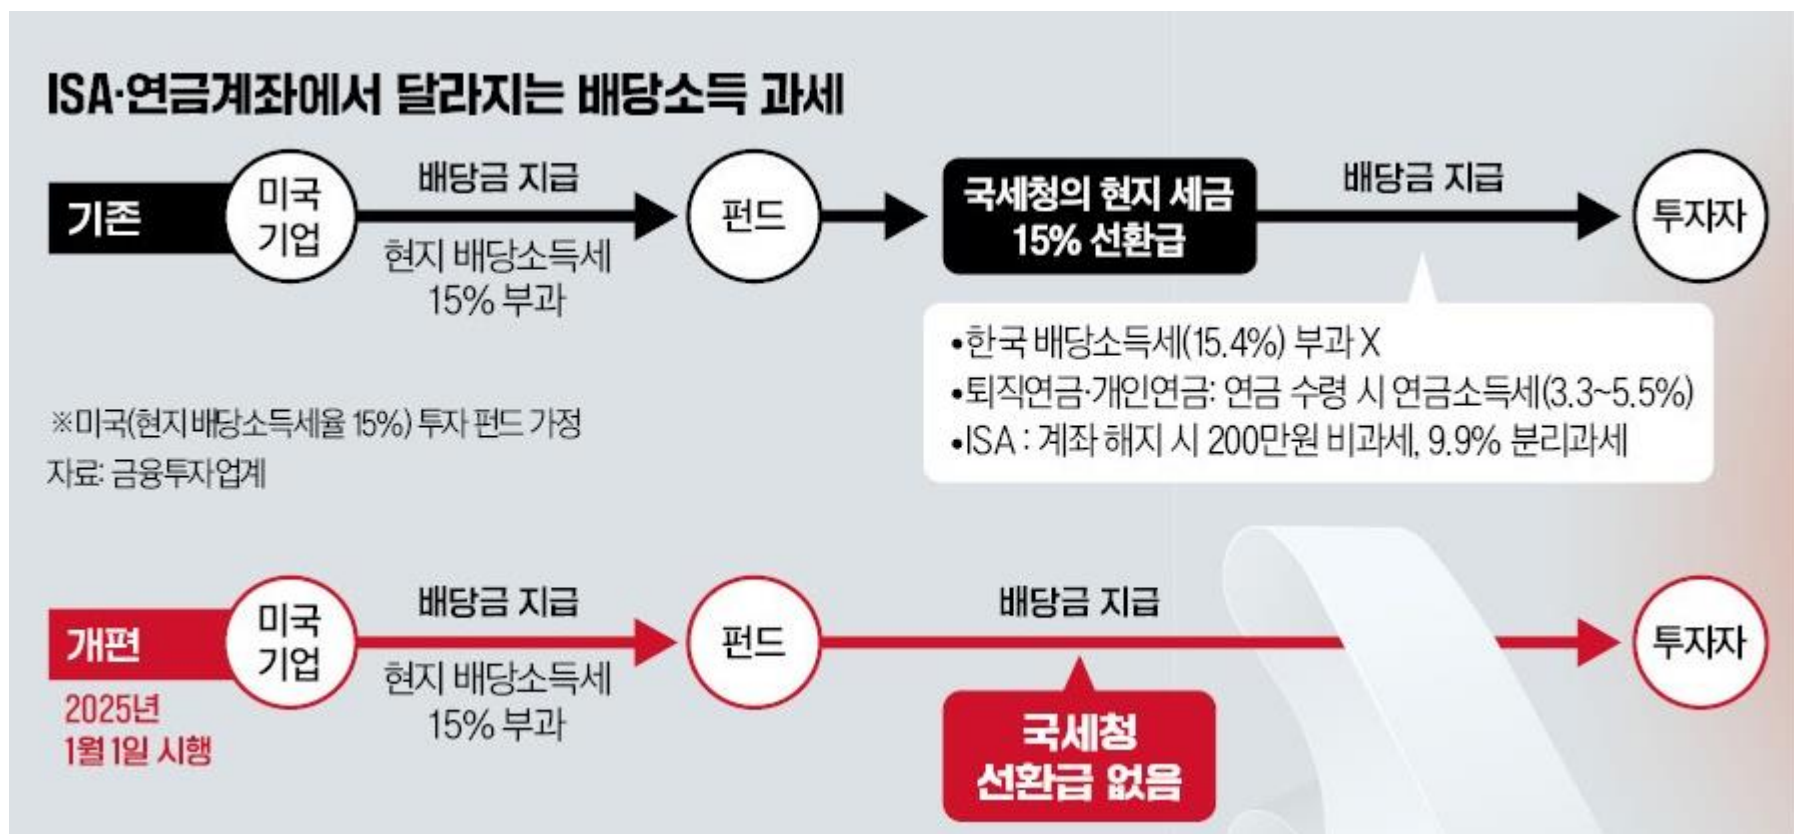 ISA·연금계좌에서 달라지는 배당소득 과세
기존
미국
기업
배당금 지급
현지 배당소득세
15% 부과
펀드
국세청의 현지 세금
15% 선환급
배당금 지급
투자자
•한국 배당소득세(15.4%) 부과 X
•퇴직연금·개인연금: 연금 수령 시 연금소득세(3.3~5.5%)
•ISA : 계좌 해지 시 200만원 비과세, 9.9% 분리과세
※미국(현지 배당소득세율 15%) 투자 펀드 가정
자료: 금융투자업계
개편
2025년
1월 1일 시행
미국
기업
배당금 지급
현지 배당소득세
15% 부과
펀드
배당금 지급
국세청
선환급 없음
투자자